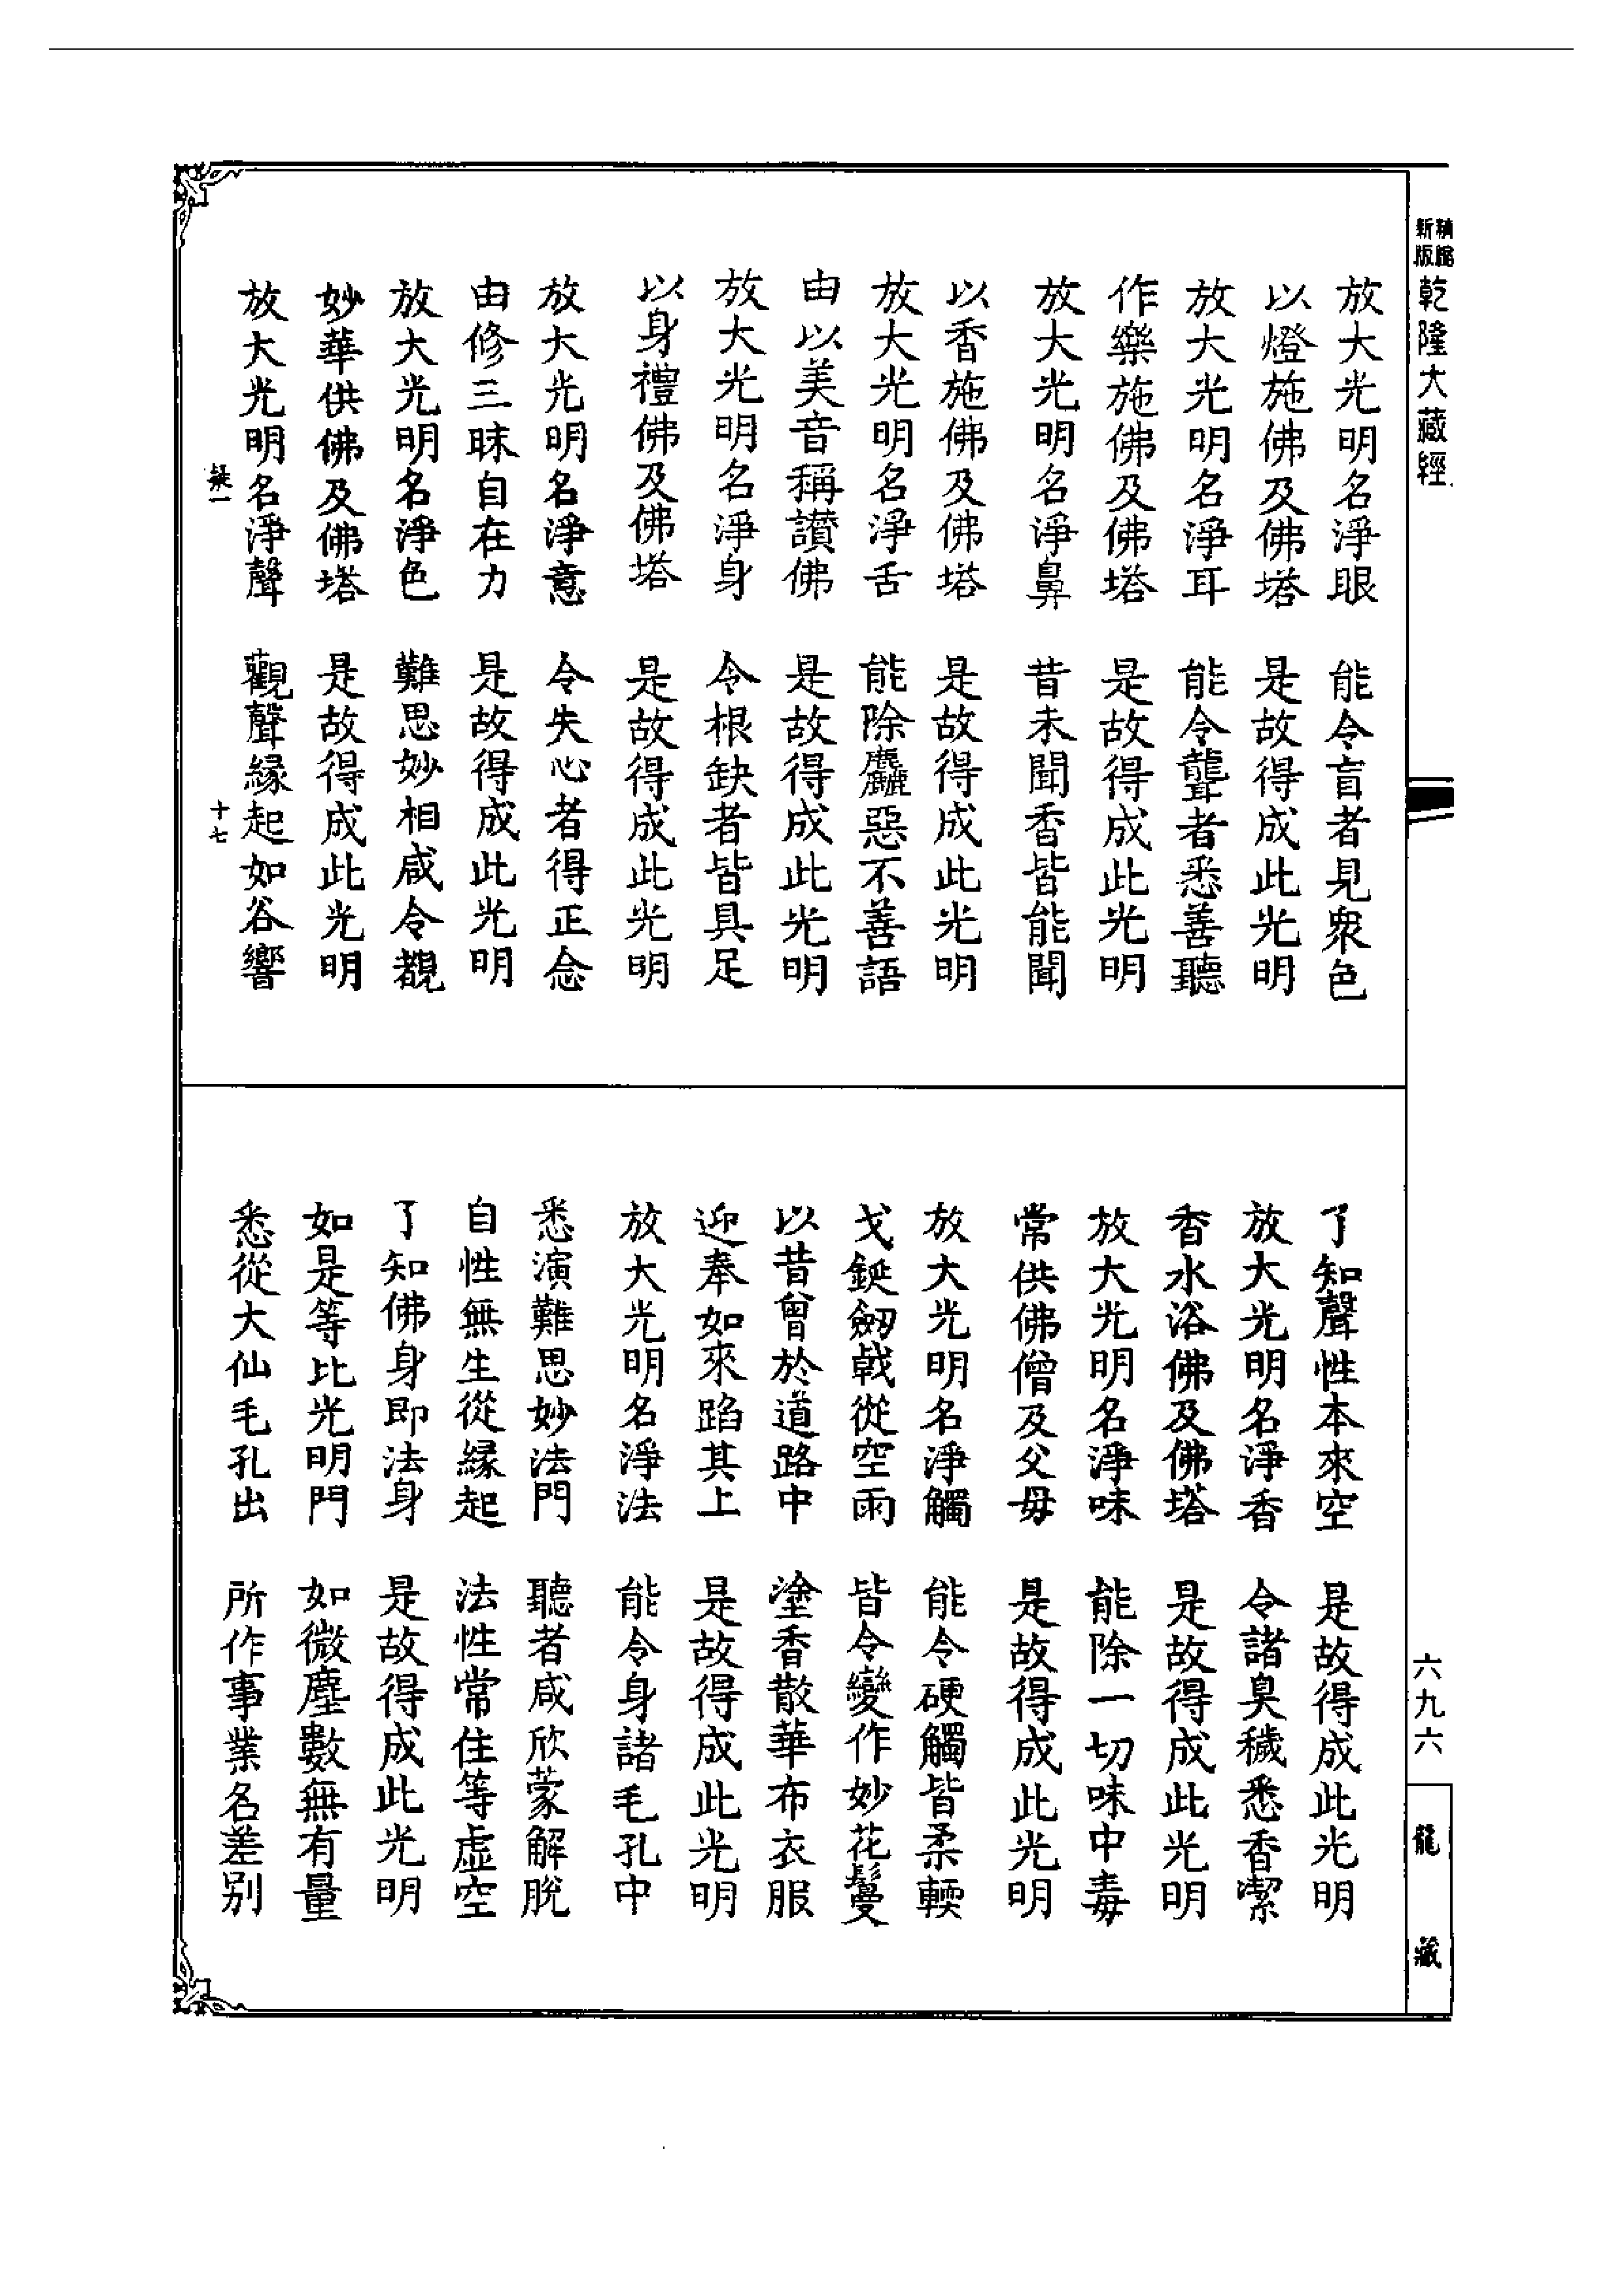 新版精縮
乾隆大藏經
六九六
龍藏
放大光明名淨眼　能令盲者見衆色
以燈施佛及佛塔　是故得成此光明
放大光明名淨耳　能令聾者悉善聽
作樂施佛及佛塔　是故得成此光明
放大光明名淨鼻　昔未聞香皆能聞
以香施佛及佛塔　是故得成此光明
放大光明名淨舌　能除麤惡不善語
由以美音稱讃佛　是故得成此光明
放大光明名淨身　令根缺者皆具足
以身禮佛及佛塔　是故得成此光明
放大光明名淨意　令失心者得正念
由修三昧自在力　是故得成此光明
放大光明名淨色　難思妙相咸令覩
妙華供佛及佛塔　是故得成此光明
放大光明名淨聲　觀聲緣起如谷響
疑一　十七
了知聲性本來空　是故得成此光明
放大光明名淨香　令諸臭穢悉香潔
香水浴佛及佛塔　是故得成此光明
放大光明名淨味　能除一切味中毒
常供佛僧及父母　是故得成此光明
放大光明名淨觸　能令硬觸皆柔輭
戈鋋劒戟從空雨　皆令變作妙花鬘
以昔曾於道路中　塗香散華布衣服
迎奉如來蹈其上　是故得成此光明
放大光明名淨法　能令身諸毛孔中
悉演難思妙法門　聽者咸欣蒙解脫
自性無生從緣起　法性常住等虛空
了知佛身即法身　是故得成此光明
如是等比光明門　如微塵數無有量
悉從大仙毛孔出　所作事業名差别